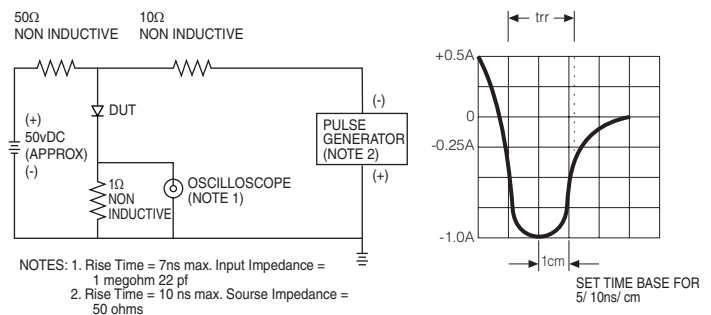 50Ω
NON INDUCTIVE
10Ω
NON INDUCTIVE
(+)
50vDC
(APPROX)
(-)
DUT
1Ω
NON
INDUCTIVE
OSCILLOSCOPE
(NOTE 1)
(-)
PULSE
GENERATOR
(NOTE 2)
(+)
NOTES: 1. Rise Time = 7ns max. Input Impedance =
1 megohm 22 pf
2. Rise Time = 10 ns max. Sourse Impedance =
50 ohms
trr
+0.5A
0
-0.25A
-1.0A
1cm
SET TIME BASE FOR
5/ 10ns/ cm